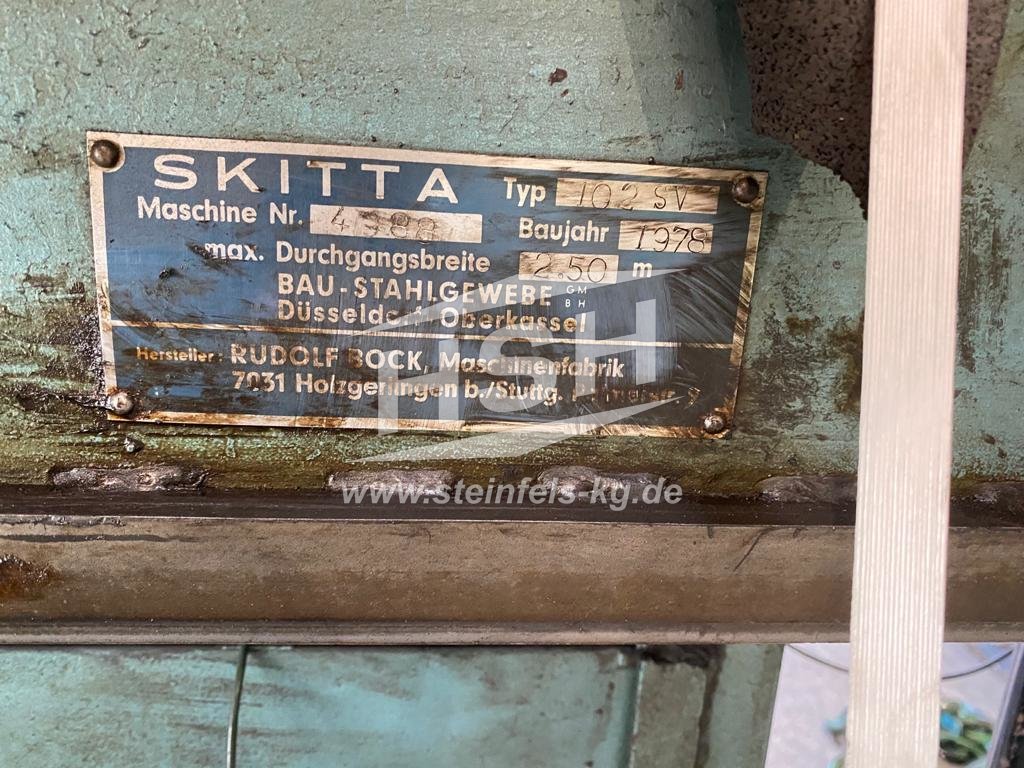 SKITTA
Typ 102 SV
Maschine Nr.
Baujahr 1978
max. Durchgangsbreite 2.50 m
BAU-STAHLGEWEBE GMBH
Düsseldorf Oberkassel
Hersteller: RUDOLF BOCK, Maschinenfabrik
7031 Holzgerlingen b./Stuttg.
HSH
www.steinfels-kg.de